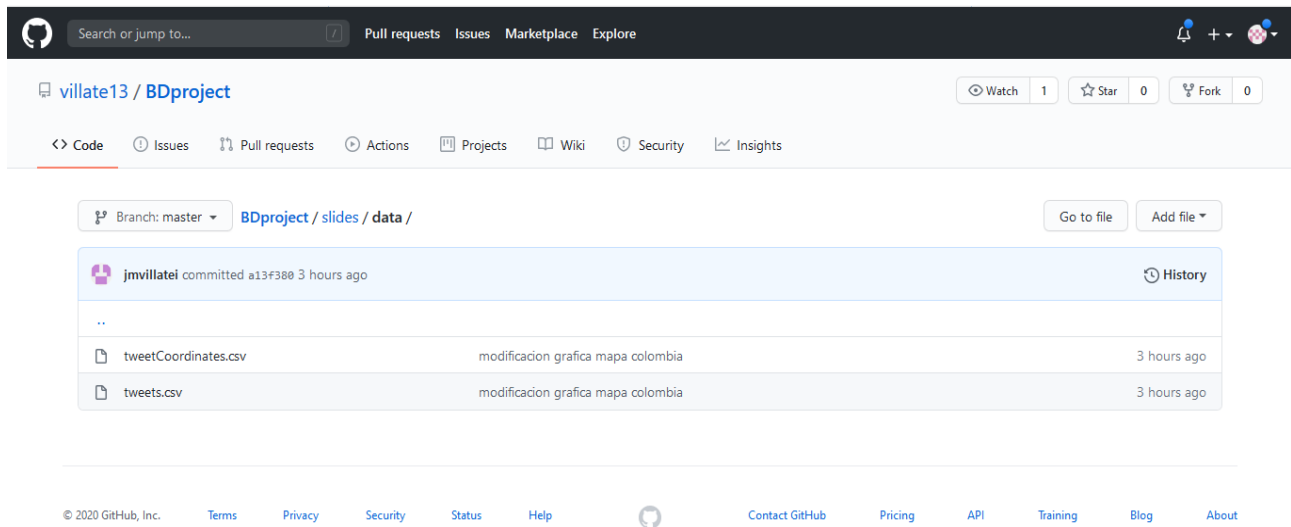 Search or jump to... / Pull requests Issues Marketplace Explore
villate13 / BDproject Watch 1 Star 0 Fork 0
Code Issues Pull requests Actions Projects Wiki Security Insights
Branch: master BDproject / slides / data / Go to file Add file
jmvillatei committed a13f380 3 hours ago History
..
tweetCoordinates.csv modificacion grafica mapa colombia 3 hours ago
tweets.csv modificacion grafica mapa colombia 3 hours ago
© 2020 GitHub, Inc. Terms Privacy Security Status Help Contact GitHub Pricing API Training Blog About